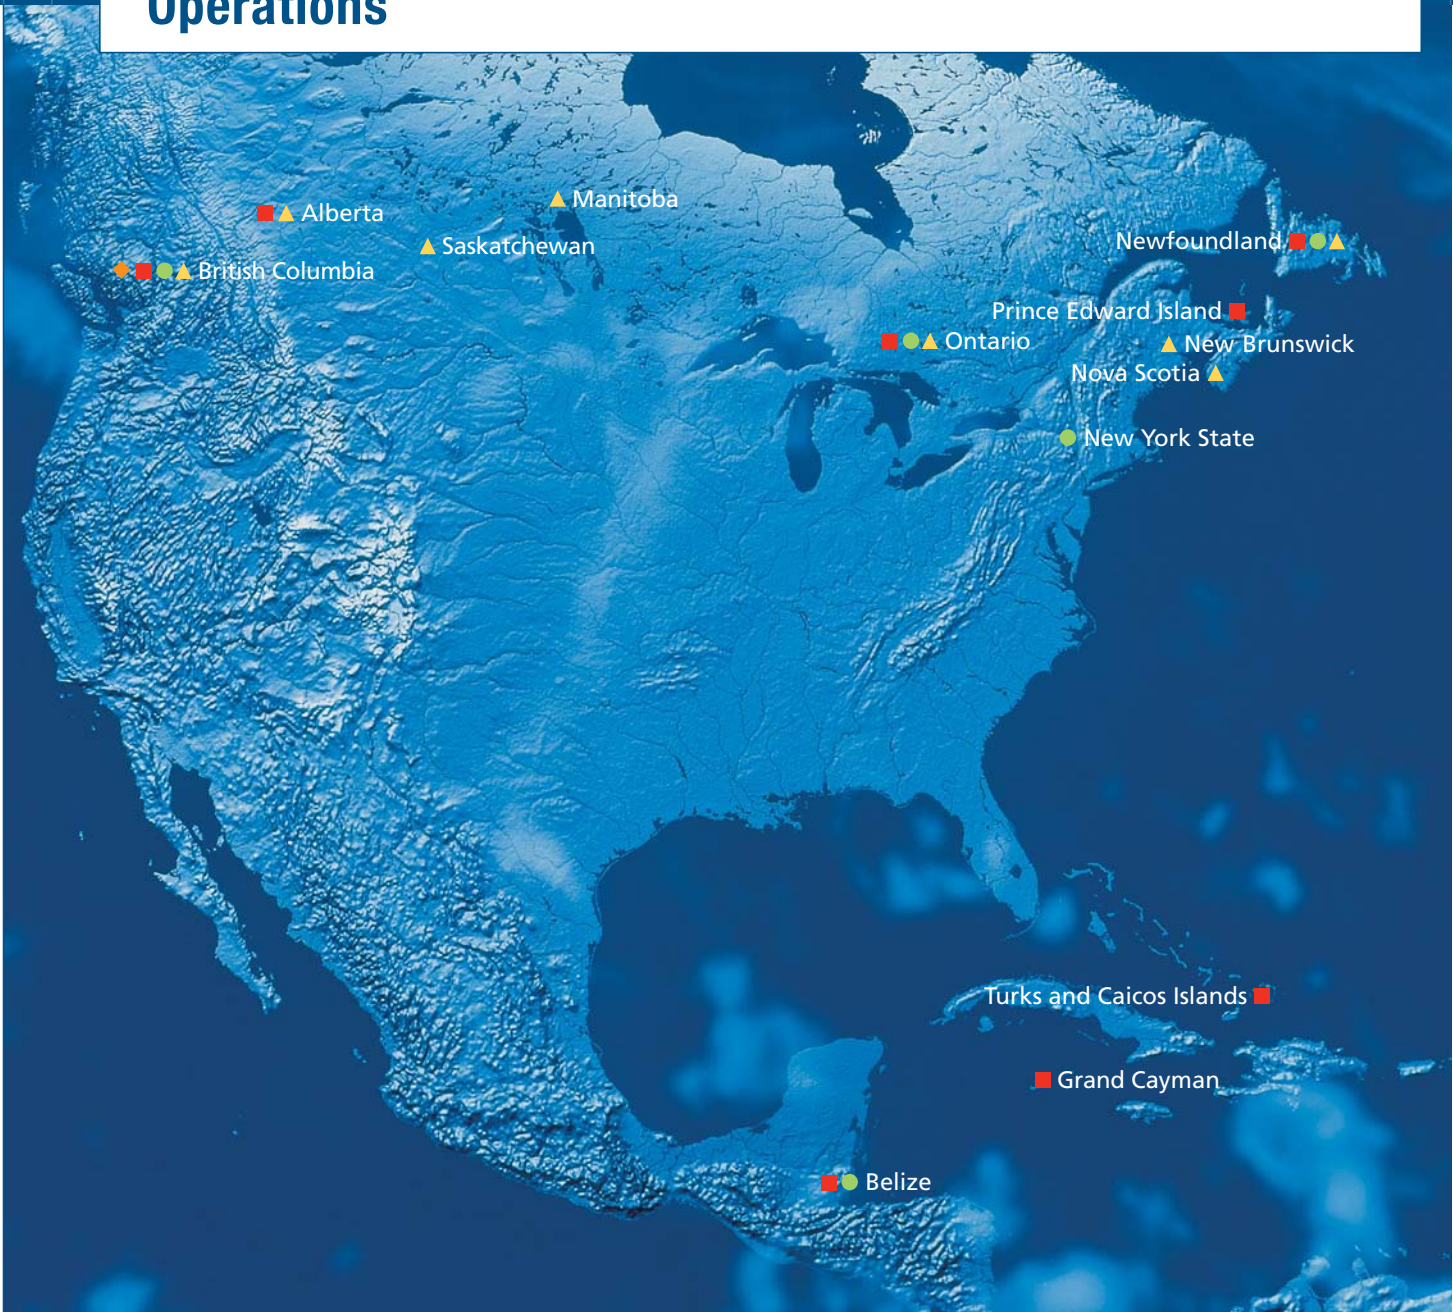 Operations
Manitoba
Alberta
Saskatchewan
Newfoundland
British Columbia
Prince Edward Island
Ontario
New Brunswick
Nova Scotia
New York State
Turks and Caicos Islands
Grand Cayman
Belize